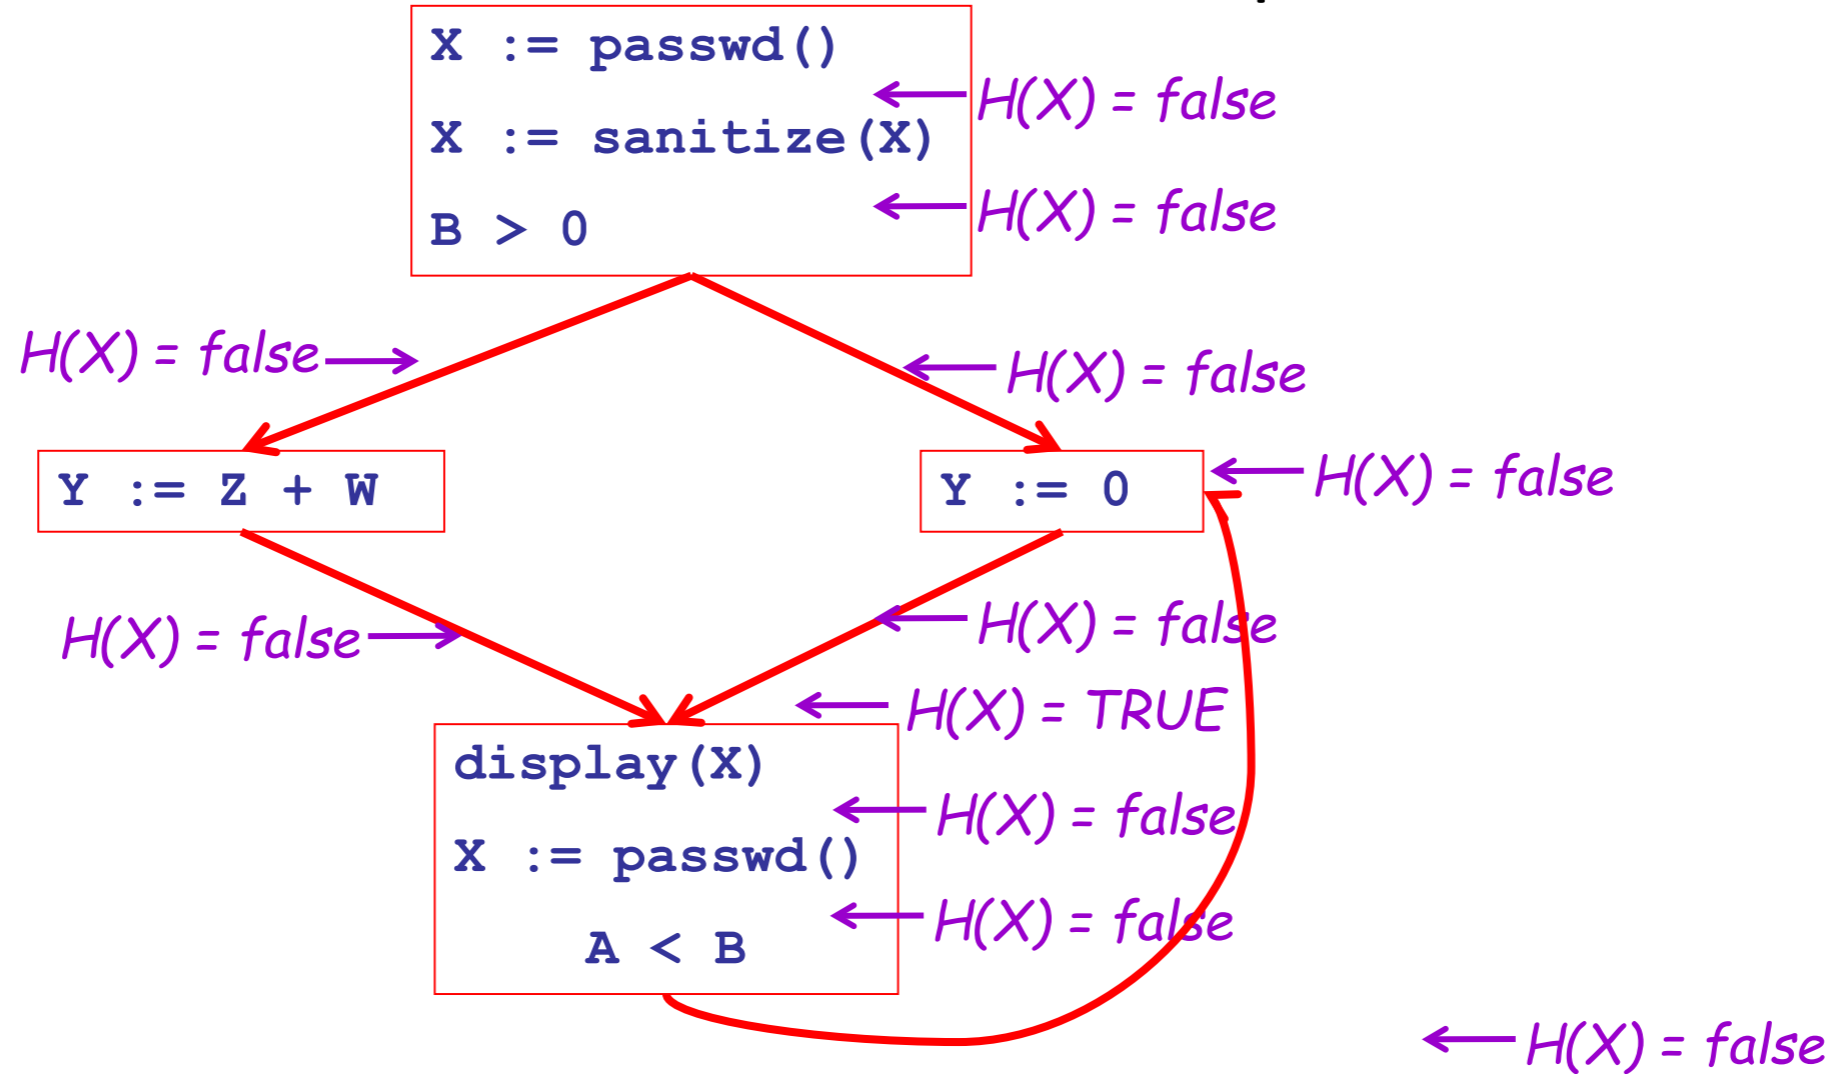 X := passwd()
H(X) = false
X := sanitize(X)
H(X) = false
B > 0
H(X) = false
H(X) = false
Y := Z + W
Y := 0
H(X) = false
H(X) = false
H(X) = false
H(X) = TRUE
display(X)
H(X) = false
X := passwd()
H(X) = false
A < B
H(X) = false